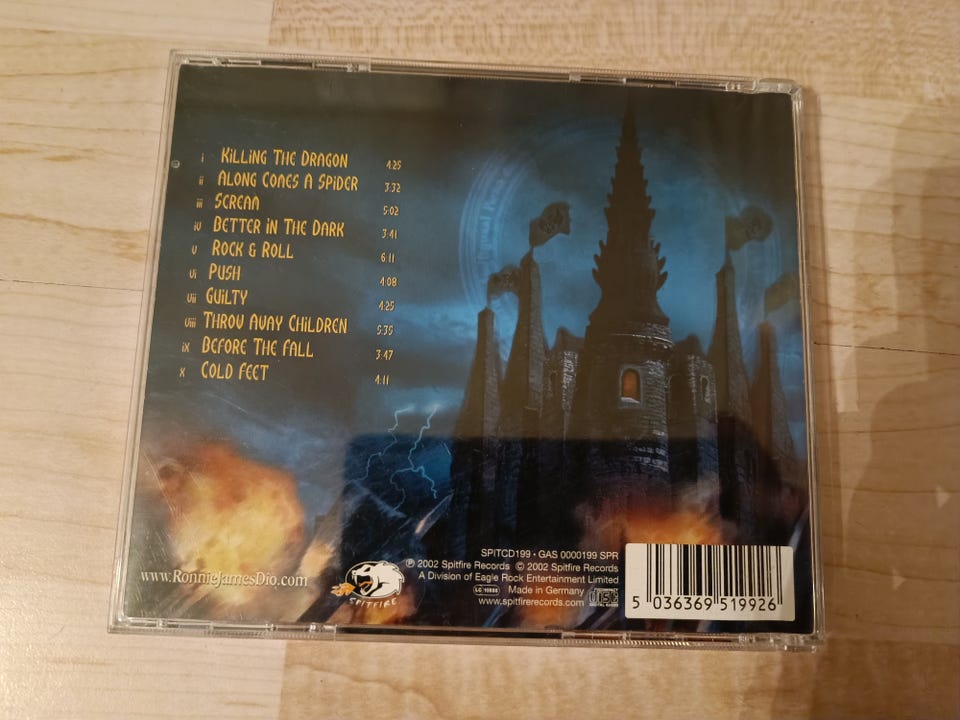 i Killing The Dragon 4:25
ii Along Comes A Spider 3:32
iii Scream 5:02
iv Better in The Dark 3:41
v Rock & Roll 6:11
vi Push 4:08
vii Guilty 4:25
viii Throw Away Children 5:35
ix Before The Fall 3:47
x Cold Feet 4:11
SPITCD199 • GAS 0000199 SPR
℗ 2002 Spitfire Records © 2002 Spitfire Records
A Division of Eagle Rock Entertainment Limited
Made in Germany
www.spitfirerecords.com
www.RonnieJamesDio.com
SPITFIRE
5 036369 519926